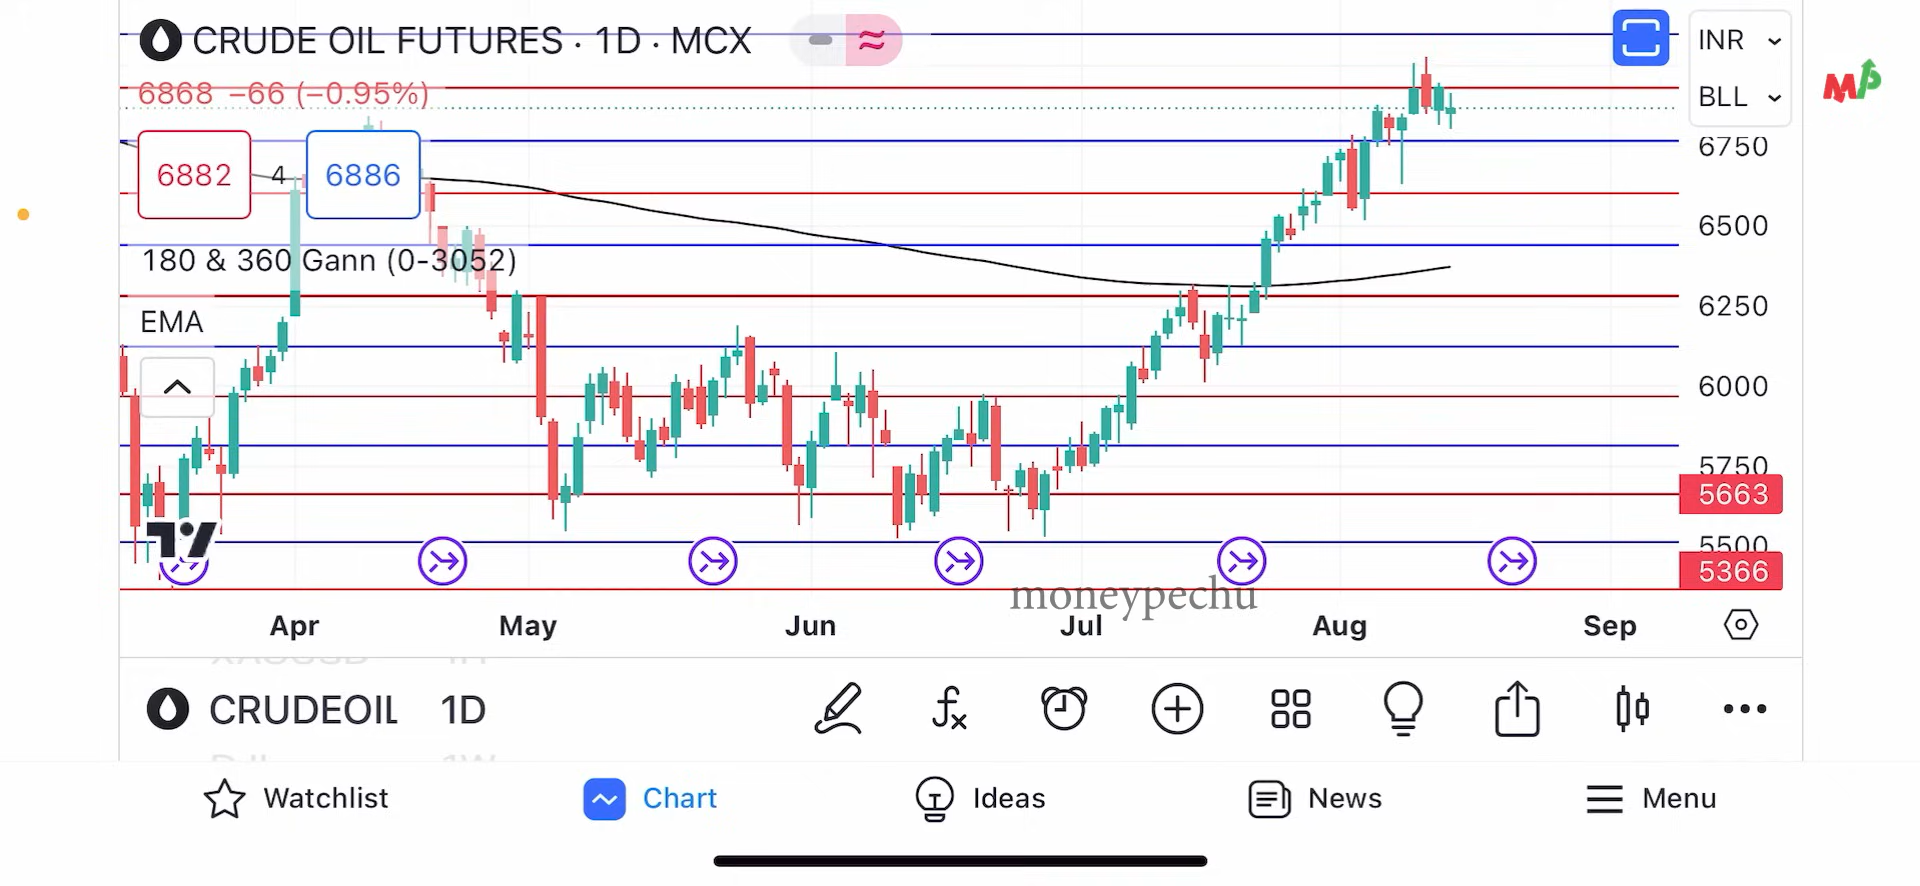 CRUDE OIL FUTURES · 1D · MCX
INR
6868 −66 (−0.95%)
BLL
MP
6882
4
6886
6750
6500
180 & 360 Gann (0-3052)
6250
EMA
6000
5750
5663
5500
5366
moneypechu
Apr
May
Jun
Jul
Aug
Sep
CRUDEOIL 1D
Watchlist
Chart
Ideas
News
Menu